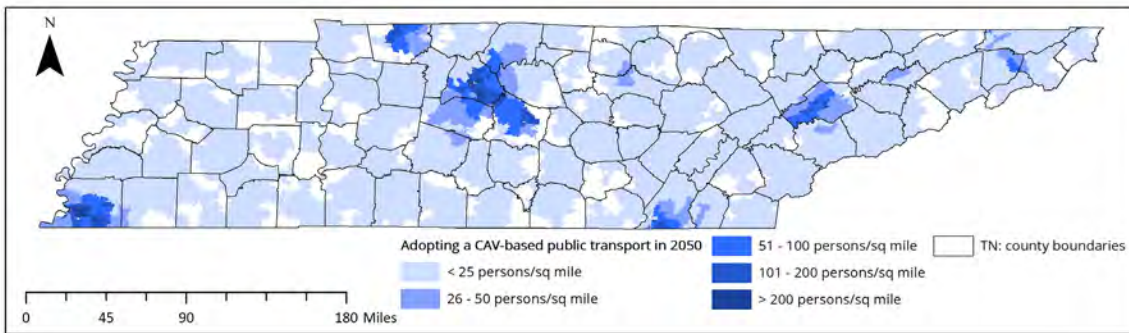 N
Adopting a CAV-based public transport in 2050
< 25 persons/sq mile
26 - 50 persons/sq mile
51 - 100 persons/sq mile
101 - 200 persons/sq mile
> 200 persons/sq mile
TN: county boundaries
0 45 90 180 Miles